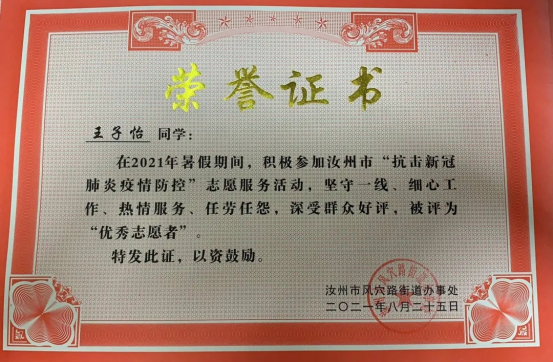 荣誉证书
王子怡 同学：
在2021年暑假期间，积极参加汝州市“抗击新冠
肺炎疫情防控”志愿服务活动，坚守一线、细心工
作、热情服务、任劳任怨，深受群众好评，被评为
“优秀志愿者”。
特发此证，以资鼓励。
汝州市风穴路街道办事处
二〇二一年八月二十五日